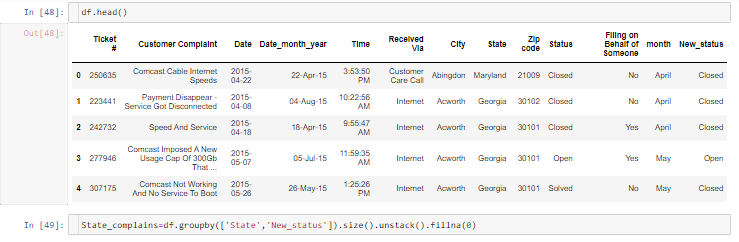 In [48]: df.head()
Out[48]:
Ticket # Customer Complaint Date Date_month_year Time Received Via City State Zip code Status Filing on Behalf of Someone month New_status
0 250635 Comcast Cable Internet Speeds 2015-04-22 22-Apr-15 3:53:50 PM Customer Care Call Abingdon Maryland 21009 Closed No April Closed
1 223441 Payment Disappear - Service Got Disconnected 2015-04-08 04-Aug-15 10:22:56 AM Internet Acworth Georgia 30102 Closed No April Closed
2 242732 Speed And Service 2015-04-18 18-Apr-15 9:55:47 AM Internet Acworth Georgia 30101 Closed Yes April Closed
3 277946 Comcast Imposed A New Usage Cap Of 300Gb That ... 2015-05-07 05-Jul-15 11:59:35 AM Internet Acworth Georgia 30101 Open Yes May Open
4 307175 Comcast Not Working And No Service To Boot 2015-05-26 26-May-15 1:25:26 PM Internet Acworth Georgia 30101 Solved No May Closed
In [49]: State_complains=df.groupby(['State','New_status']).size().unstack().fillna(0)